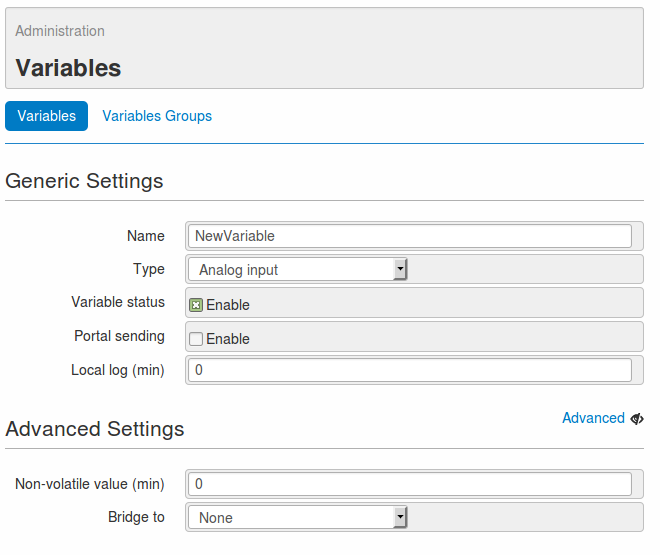 Administration
Variables
Variables Variables Groups
Generic Settings
Name NewVariable
Type Analog input
Variable status Enable
Portal sending Enable
Local log (min) 0
Advanced
Advanced Settings
Non-volatile value (min) 0
Bridge to None